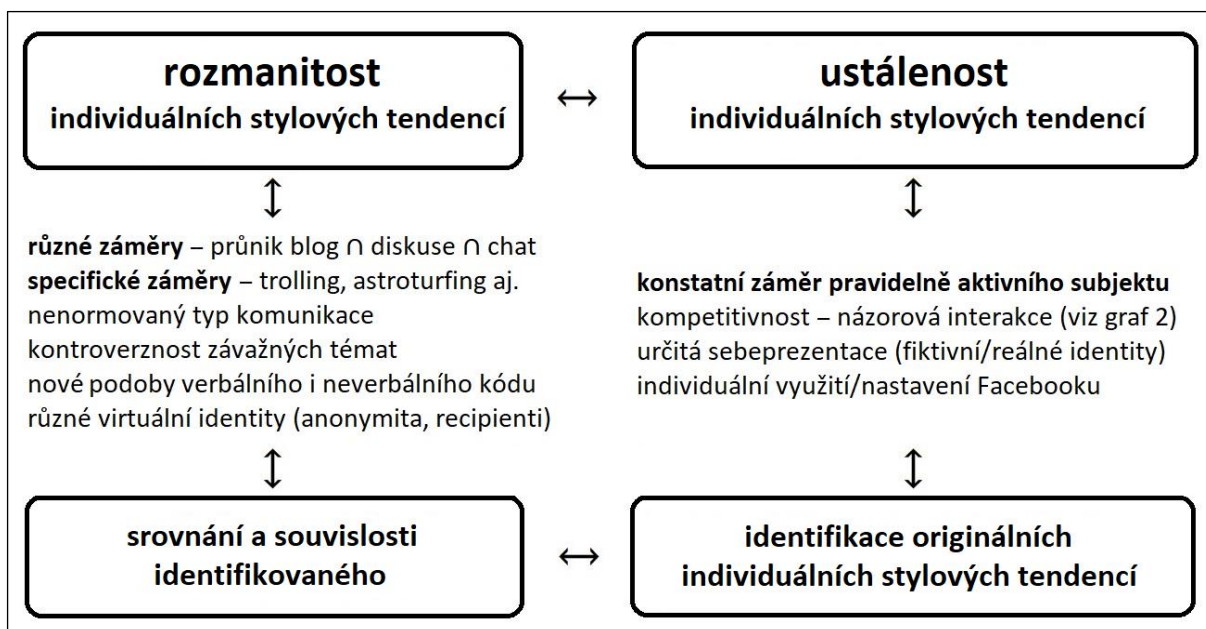 rozmanitost
individuálních stylových tendencí
↔
ustálenost
individuálních stylových tendencí
↕
↕
různé záměry – průnik blog ∩ diskuse ∩ chat
specifické záměry – trolling, astroturfing aj.
nenormovaný typ komunikace
kontroverznost závažných témat
nové podoby verbálního i neverbálního kódu
různé virtuální identity (anonymita, recipienti)
konstatní záměr pravidelně aktivního subjektu
kompetitivnost – názorová interakce (viz graf 2)
určitá sebeprezentace (fiktivní/reálné identity)
individuální využití/nastavení Facebooku
↕
↕
srovnání a souvislosti
identifikovaného
↔
identifikace originálních
individuálních stylových tendencí